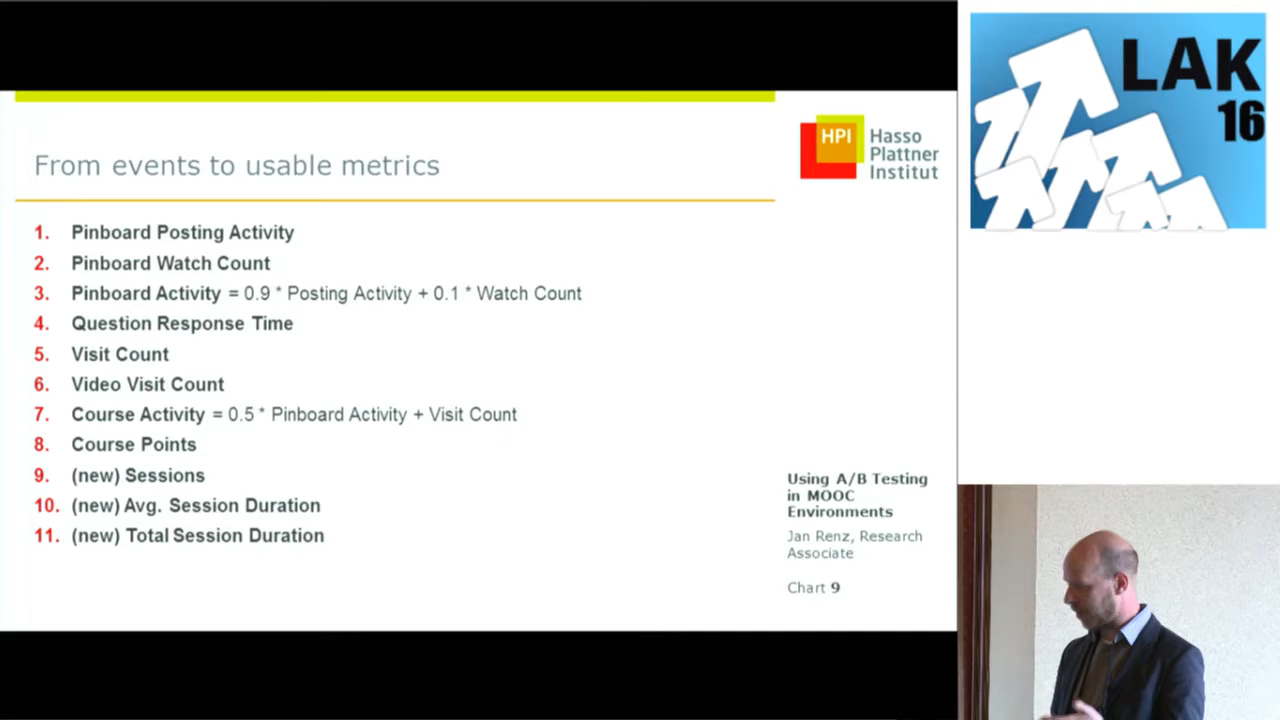 From events to usable metrics
1. Pinboard Posting Activity
2. Pinboard Watch Count
3. Pinboard Activity = 0.9 * Posting Activity + 0.1 * Watch Count
4. Question Response Time
5. Visit Count
6. Video Visit Count
7. Course Activity = 0.5 * Pinboard Activity + Visit Count
8. Course Points
9. (new) Sessions
10. (new) Avg. Session Duration
11. (new) Total Session Duration
HPI
Hasso
Plattner
Institut
Using A/B Testing
in MOOC
Environments
Jan Renz, Research
Associate
Chart 9
LAK
16